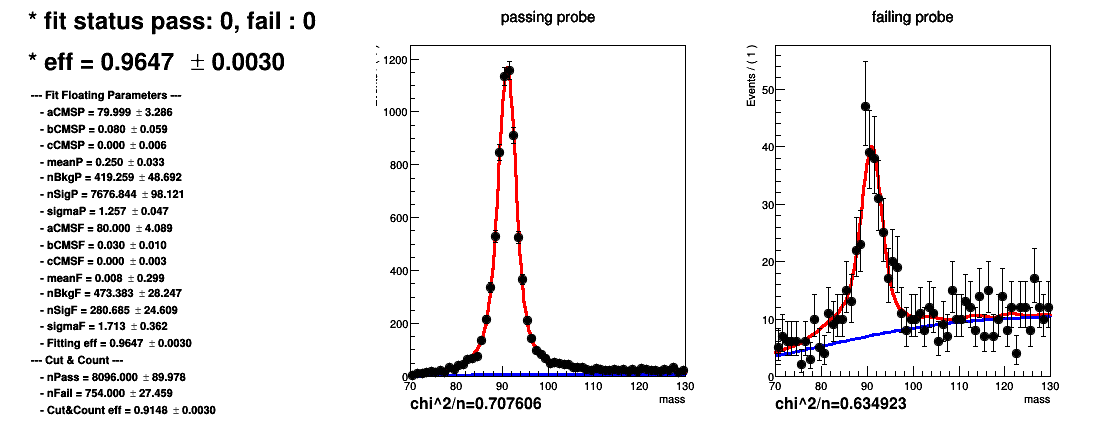 * fit status pass: 0, fail : 0
* eff = 0.9647 ± 0.0030
--- Fit Floating Parameters ---
- aCMSP = 79.999 ± 3.286
- bCMSP = 0.080 ± 0.059
- cCMSP = 0.000 ± 0.006
- meanP = 0.250 ± 0.033
- nBkgP = 419.259 ± 48.692
- nSigP = 7676.844 ± 98.121
- sigmaP = 1.257 ± 0.047
- aCMSF = 80.000 ± 4.089
- bCMSF = 0.030 ± 0.010
- cCMSF = 0.000 ± 0.003
- meanF = 0.008 ± 0.299
- nBkgF = 473.383 ± 28.247
- nSigF = 280.685 ± 24.609
- sigmaF = 1.713 ± 0.362
- Fitting eff = 0.9647 ± 0.0030
--- Cut & Count ---
- nPass = 8096.000 ± 89.978
- nFail = 754.000 ± 27.459
- Cut&Count eff = 0.9148 ± 0.0030
passing probe
1200
1000
800
600
400
200
0
70 80 90 100 110 120 130
mass
chi^2/n=0.707606
failing probe
Events / ( 1 )
50
40
30
20
10
0
70 80 90 100 110 120 130
mass
chi^2/n=0.634923